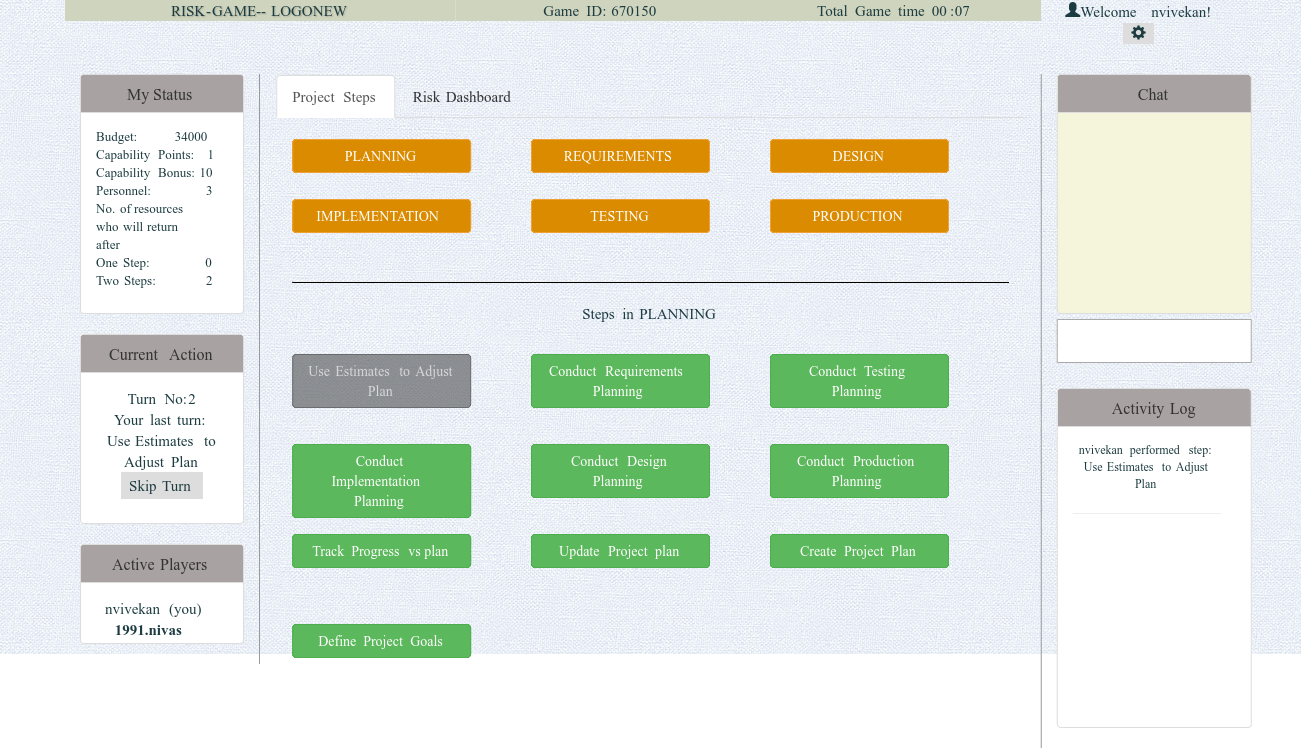 RISK-GAME-- LOGONEW
Game ID: 670150
Total Game time 00 :07
Welcome nvivekan!
My Status
Budget: 34000
Capability Points: 1
Capability Bonus: 10
Personnel: 3
No. of resources
who will return
after
One Step: 0
Two Steps: 2
Current Action
Turn No:2
Your last turn:
Use Estimates to
Adjust Plan
Skip Turn
Active Players
nvivekan (you)
1991.nivas
Project Steps
Risk Dashboard
PLANNING
REQUIREMENTS
DESIGN
IMPLEMENTATION
TESTING
PRODUCTION
Steps in PLANNING
Use Estimates to Adjust
Plan
Conduct Requirements
Planning
Conduct Testing
Planning
Conduct
Implementation
Planning
Conduct Design
Planning
Conduct Production
Planning
Track Progress vs plan
Update Project plan
Create Project Plan
Define Project Goals
Chat
Activity Log
nvivekan performed step:
Use Estimates to Adjust
Plan